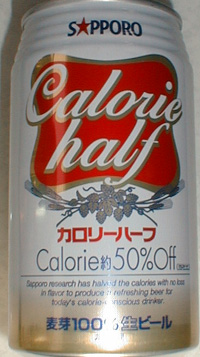 SAPPORO
Calorie
half
カロリーハーフ
Calorie約50%Off
Sapporo research has halved the calories with no loss
in flavor to produce a refreshing beer for
today's calorie-conscious drinker.
麦芽100%生ビール